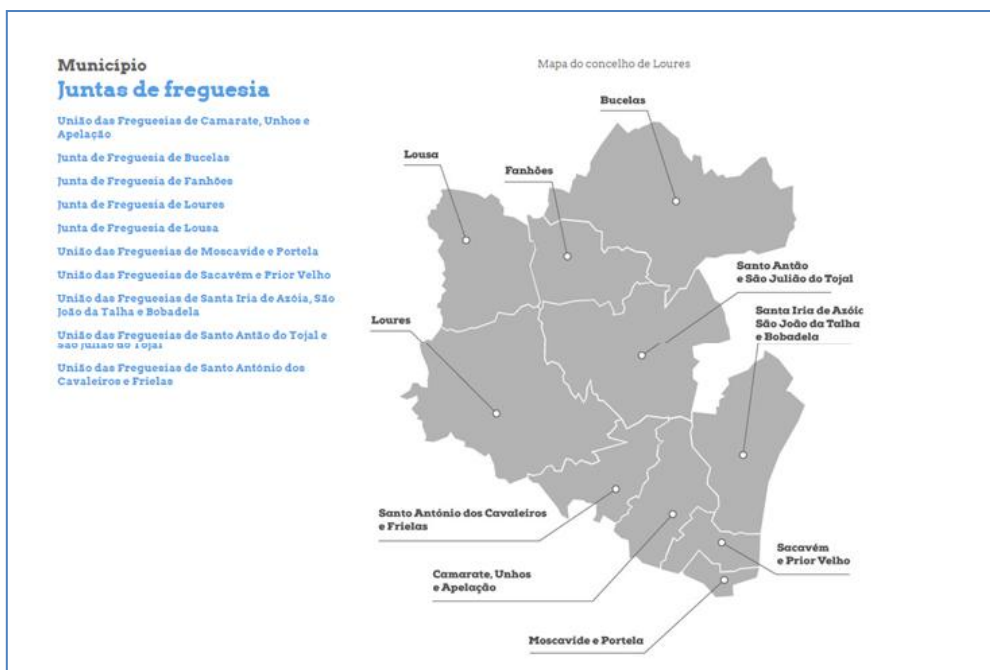 Município
Juntas de freguesia
União das Freguesias de Camarate, Unhos e
Apelação
Junta de Freguesia de Bucelas
Junta de Freguesia de Fanhões
Junta de Freguesia de Loures
Junta de Freguesia de Lousa
União das Freguesias de Moscavide e Portela
União das Freguesias de Sacavém e Prior Velho
União das Freguesias de Santa Iria de Azóia, São
João da Talha e Bobadela
União das Freguesias de Santo Antão do Tojal e
São Julião do Tojal
União das Freguesias de Santo António dos
Cavaleiros e Frielas
Mapa do concelho de Loures
Bucelas
Lousa
Fanhões
Santo Antão
e São Julião do Tojal
Santa Iria de Azóia
São João da Talha
e Bobadela
Loures
Santo António dos Cavaleiros
e Frielas
Sacavém
e Prior Velho
Camarate, Unhos
e Apelação
Moscavide e Portela